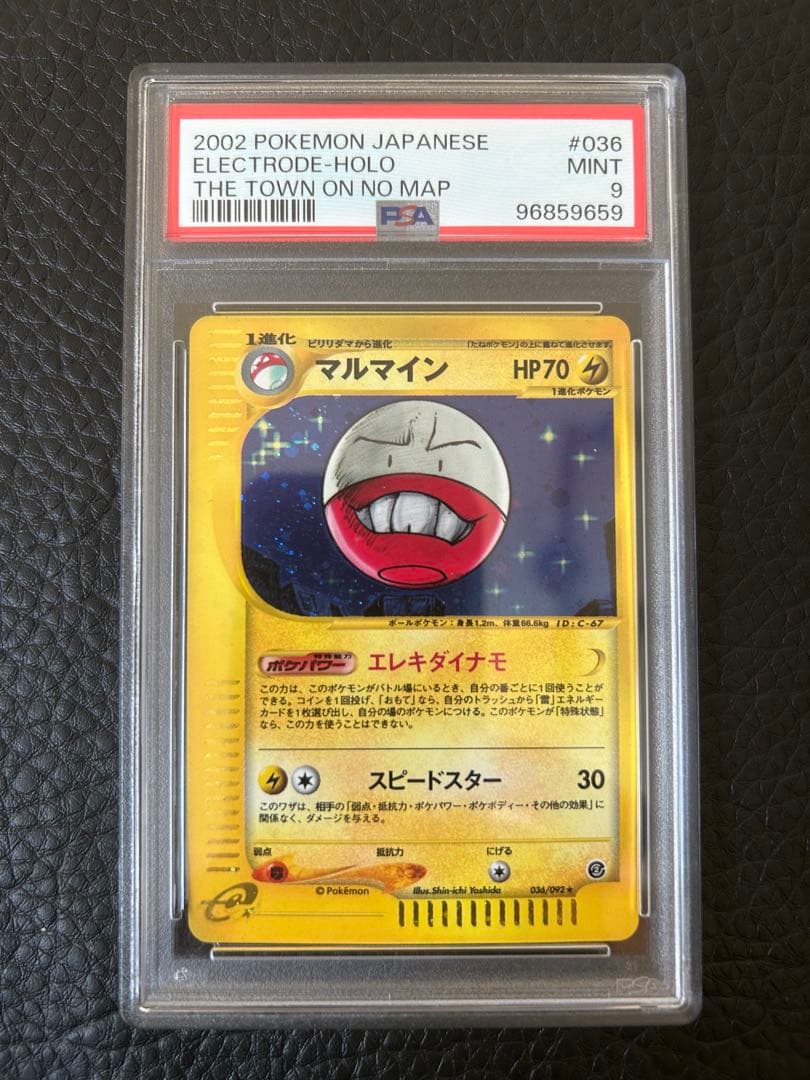 2002 POKEMON JAPANESE #036
ELECTRODE-HOLO MINT
THE TOWN ON NO MAP 9
PSA 96859659
1進化 ビリリダマから進化 「たねポケモン」の上に重ねて進化させます。
マルマイン HP70
1進化ポケモン
ボールポケモン:身長1.2m、体重66.6kg ID:C-67
特殊能力
ポケパワー エレキダイナモ
この力は、このポケモンがバトル場にいるとき、自分の番ごとに1回使うことが
できる。コインを1回投げ、「おもて」なら、自分のトラッシュから「雷」エネルギー
カードを1枚選び出し、自分の場のポケモンにつける。このポケモンが「特殊状態」
なら、この力を使うことはできない。
スピードスター 30
このワザは、相手の「弱点・抵抗力・ポケパワー・ポケボディー・その他の効果」に
関係なく、ダメージを与える。
弱点 抵抗力 にげる
©Pokémon Illus.Shin-ichi Yoshida 036/092★